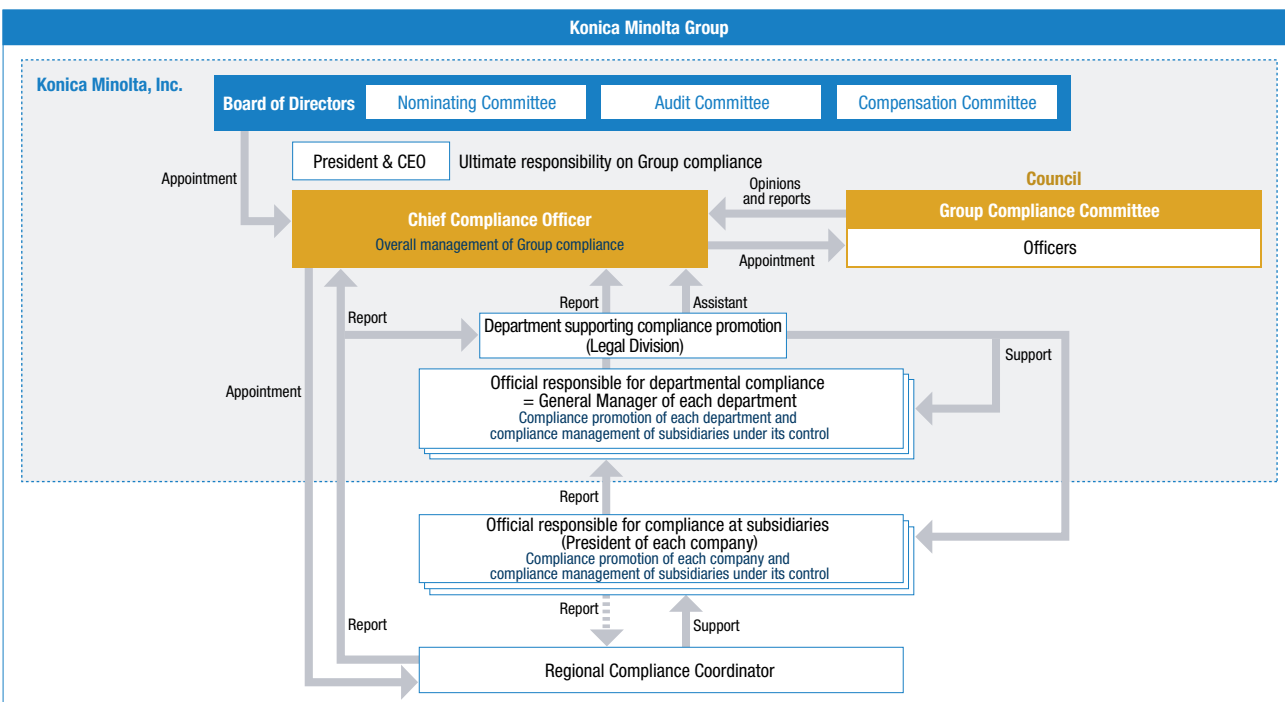 Konica Minolta Group
Konica Minolta, Inc.
Board of Directors
Nominating Committee
Audit Committee
Compensation Committee
Appointment
President & CEO
Ultimate responsibility on Group compliance
Chief Compliance Officer
Overall management of Group compliance
Opinions
and reports
Appointment
Council
Group Compliance Committee
Officers
Report
Report
Assistant
Department supporting compliance promotion
(Legal Division)
Support
Appointment
Official responsible for departmental compliance
= General Manager of each department
Compliance promotion of each department and
compliance management of subsidiaries under its control
Report
Official responsible for compliance at subsidiaries
(President of each company)
Compliance promotion of each company and
compliance management of subsidiaries under its control
Report
Report
Support
Regional Compliance Coordinator